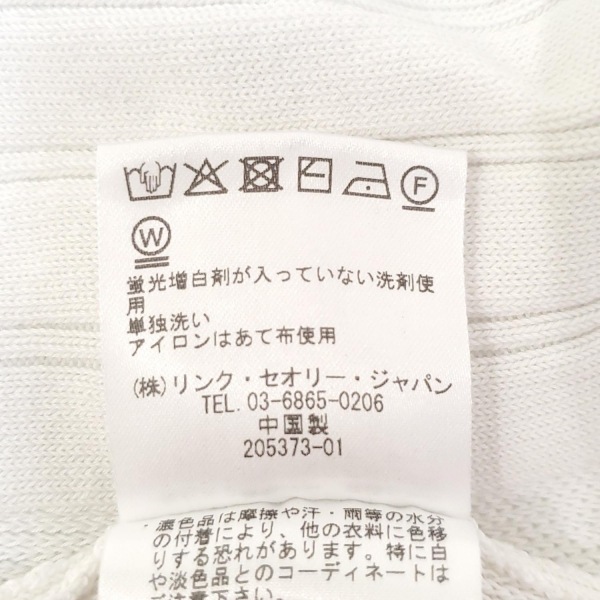 F
W
蛍光増白剤が入っていない洗剤使
用
単独洗い
アイロンはあて布使用
(株)リンク・セオリー・ジャパン
TEL. 03-6865-0206
中国製
205373-01
・濃色品は摩擦や汗・雨等の水分
の付着により、他の衣料に色移
りする恐れがあります。特に白
や淡色品とのコーディネートは